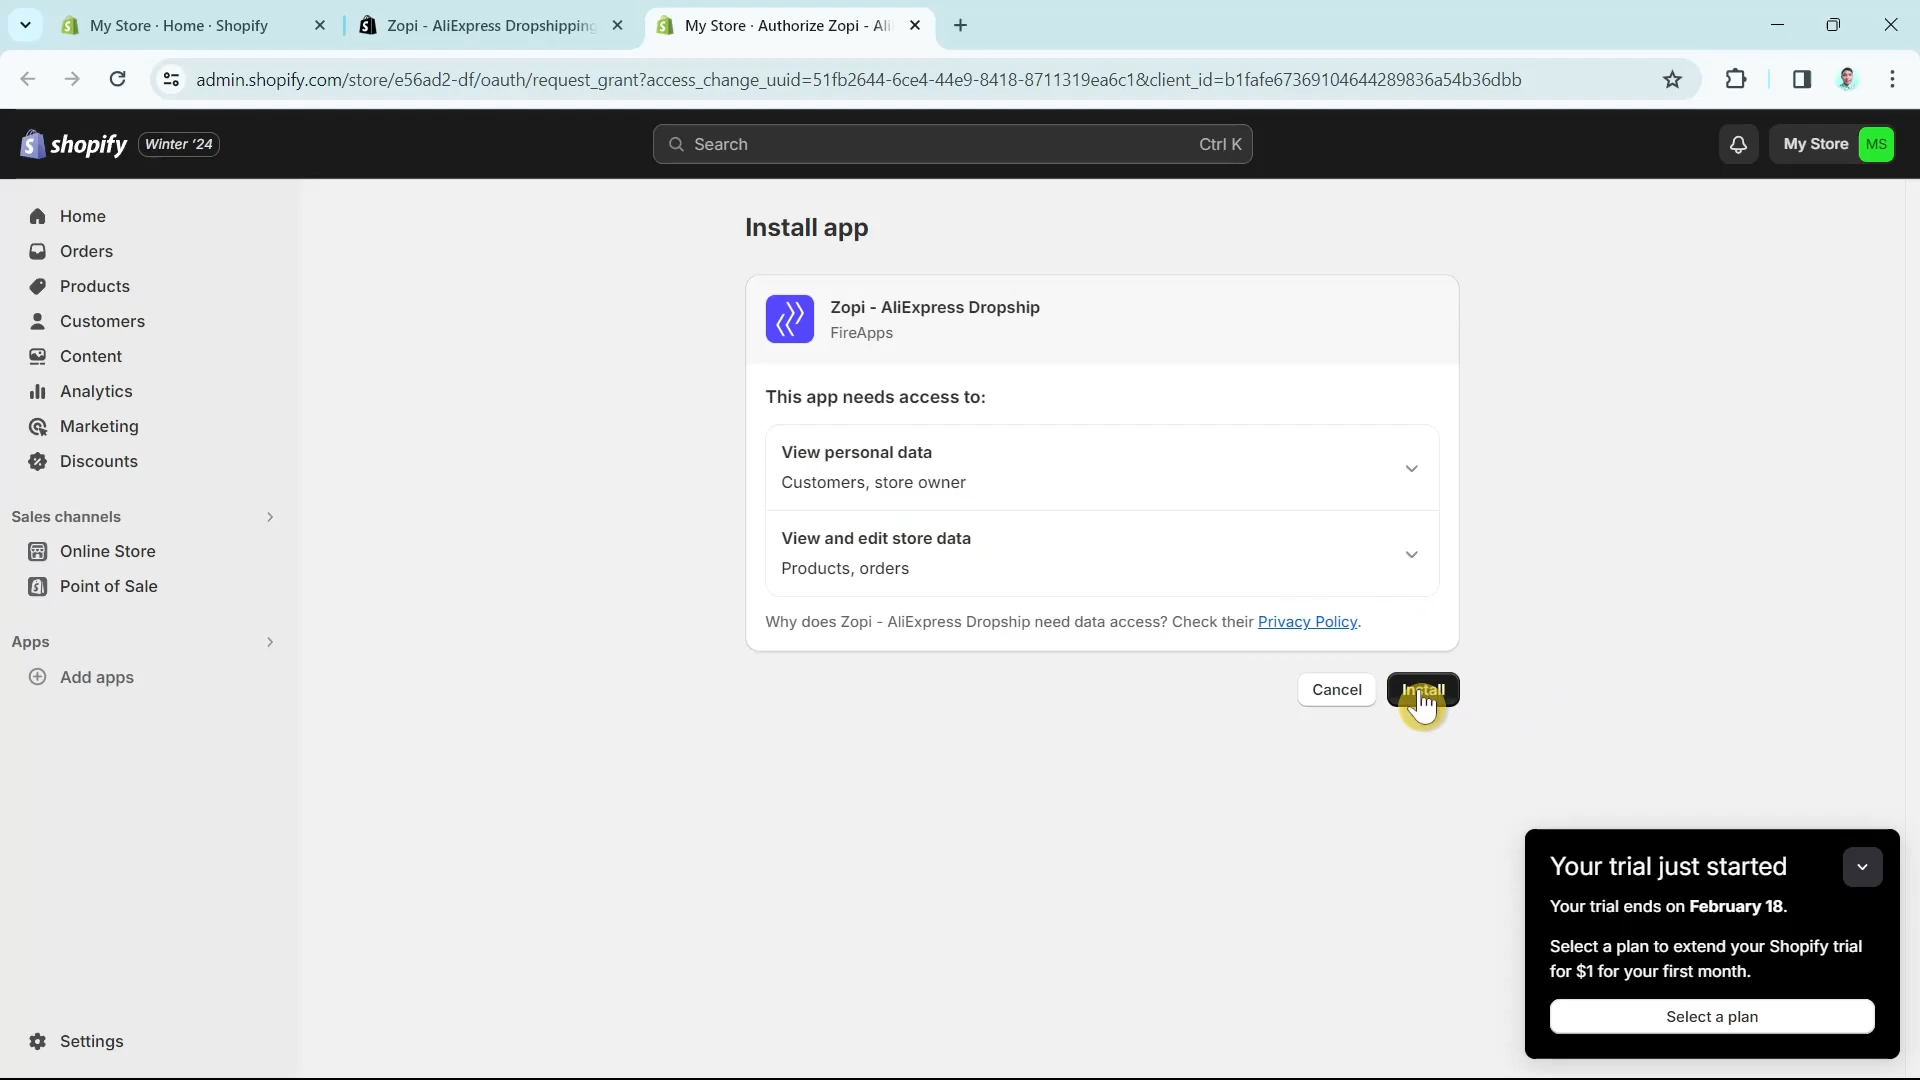 My Store · Home · Shopify
Zopi - AliExpress Dropshipping
My Store · Authorize Zopi - Ali
admin.shopify.com/store/e56ad2-df/oauth/request_grant?access_change_uuid=51fb2644-6ce4-44e9-8418-8711319ea6c1&client_id=b1fafe67369104644289836a54b36dbb
shopify
Winter '24
Search
Ctrl K
My Store
MS
Home
Orders
Products
Customers
Content
Analytics
Marketing
Discounts
Sales channels
Online Store
Point of Sale
Apps
Add apps
Settings
Install app
Zopi - AliExpress Dropship
FireApps
This app needs access to:
View personal data
Customers, store owner
View and edit store data
Products, orders
Why does Zopi - AliExpress Dropship need data access? Check their Privacy Policy.
Cancel
Install
Your trial just started
Your trial ends on February 18.
Select a plan to extend your Shopify trial
for $1 for your first month.
Select a plan